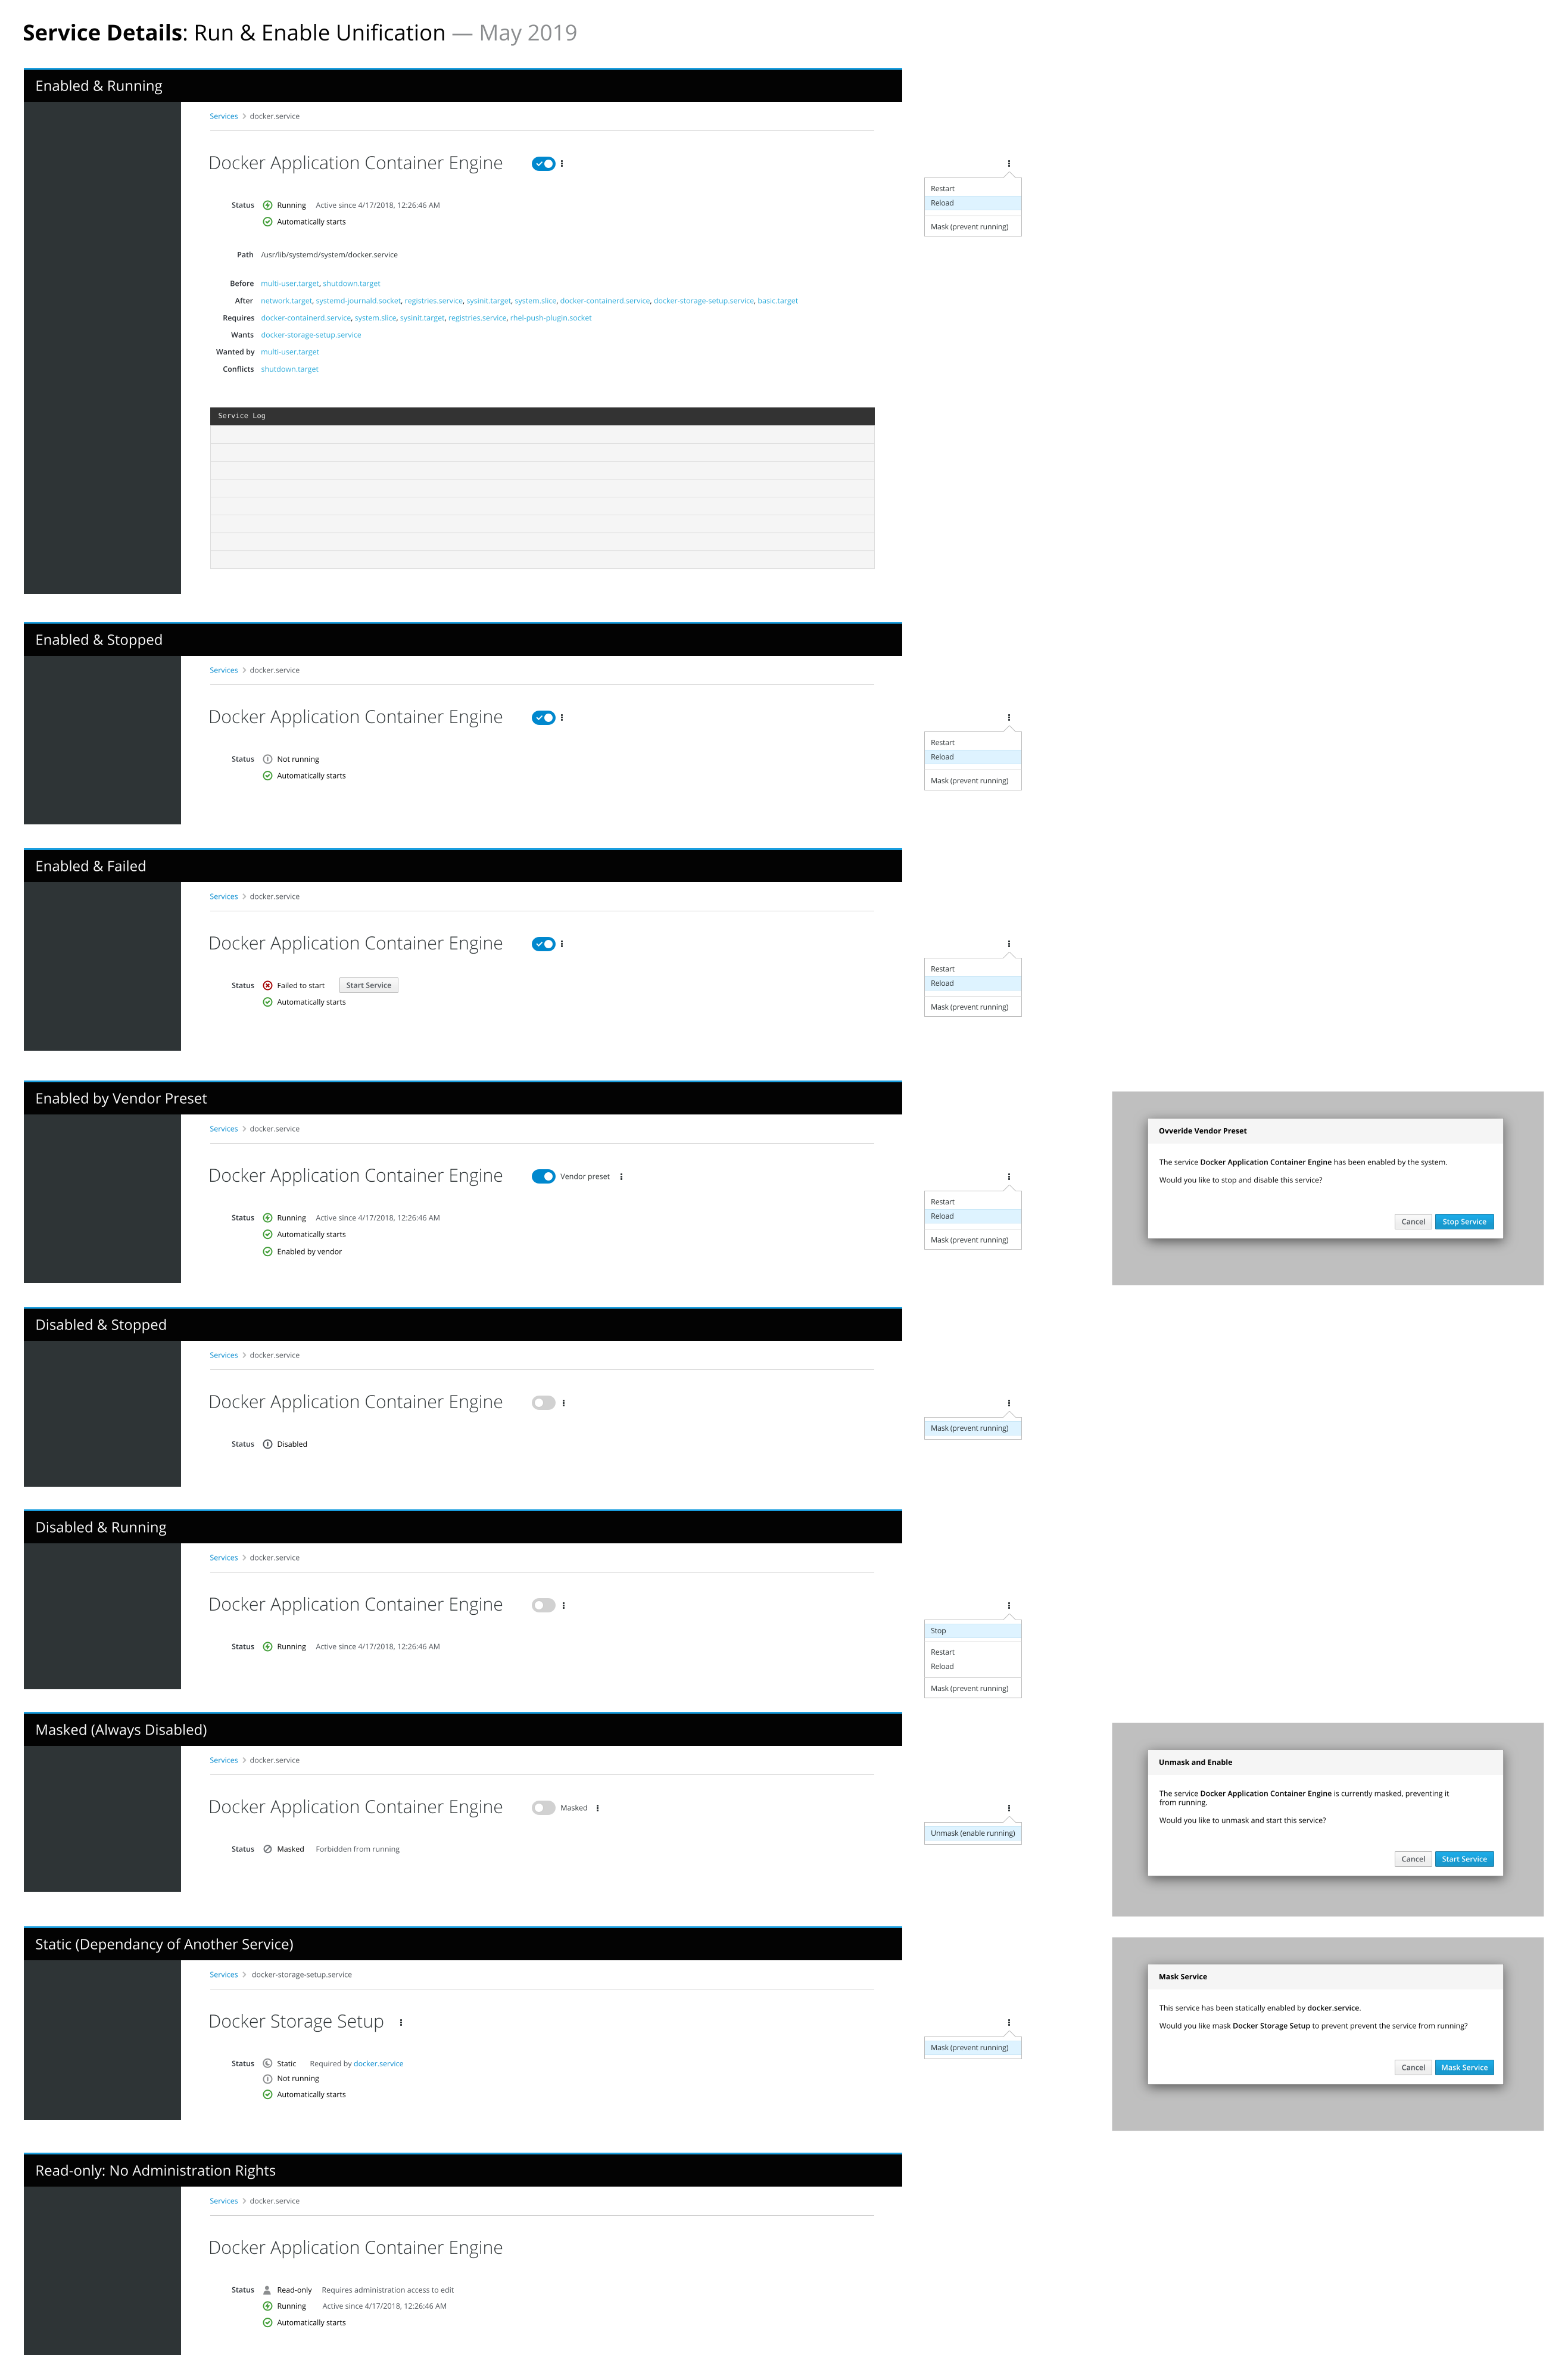 Service Details: Run & Enable Unification — May 2019
Enabled & Running
Services > docker.service
Docker Application Container Engine
Status Running Active since 4/17/2018, 12:26:46 AM
Automatically starts
Path /usr/lib/systemd/system/docker.service
Before multi-user.target, shutdown.target
After network.target, systemd-journald.socket, registries.service, sysinit.target, system.slice, docker-containerd.service, docker-storage-setup.service, basic.target
Requires docker-containerd.service, system.slice, sysinit.target, registries.service, rhel-push-plugin.socket
Wants docker-storage-setup.service
Wanted by multi-user.target
Conflicts shutdown.target
Service Log
Restart
Reload
Mask (prevent running)
Enabled & Stopped
Services > docker.service
Docker Application Container Engine
Status Not running
Automatically starts
Restart
Reload
Mask (prevent running)
Enabled & Failed
Services > docker.service
Docker Application Container Engine
Status Failed to start Start Service
Automatically starts
Restart
Reload
Mask (prevent running)
Enabled by Vendor Preset
Services > docker.service
Docker Application Container Engine Vendor preset
Status Running Active since 4/17/2018, 12:26:46 AM
Automatically starts
Enabled by vendor
Restart
Reload
Mask (prevent running)
Ovveride Vendor Preset
The service Docker Application Container Engine has been enabled by the system.
Would you like to stop and disable this service?
Cancel Stop Service
Disabled & Stopped
Services > docker.service
Docker Application Container Engine
Status Disabled
Mask (prevent running)
Disabled & Running
Services > docker.service
Docker Application Container Engine
Status Running Active since 4/17/2018, 12:26:46 AM
Stop
Restart
Reload
Mask (prevent running)
Masked (Always Disabled)
Services > docker.service
Docker Application Container Engine Masked
Status Masked Forbidden from running
Unmask (enable running)
Unmask and Enable
The service Docker Application Container Engine is currently masked, preventing it
from running.
Would you like to unmask and start this service?
Cancel Start Service
Static (Dependancy of Another Service)
Services > docker-storage-setup.service
Docker Storage Setup
Status Static Required by docker.service
Not running
Automatically starts
Mask (prevent running)
Mask Service
This service has been statically enabled by docker.service.
Would you like mask Docker Storage Setup to prevent prevent the service from running?
Cancel Mask Service
Read-only: No Administration Rights
Services > docker.service
Docker Application Container Engine
Status Read-only Requires administration access to edit
Running Active since 4/17/2018, 12:26:46 AM
Automatically starts